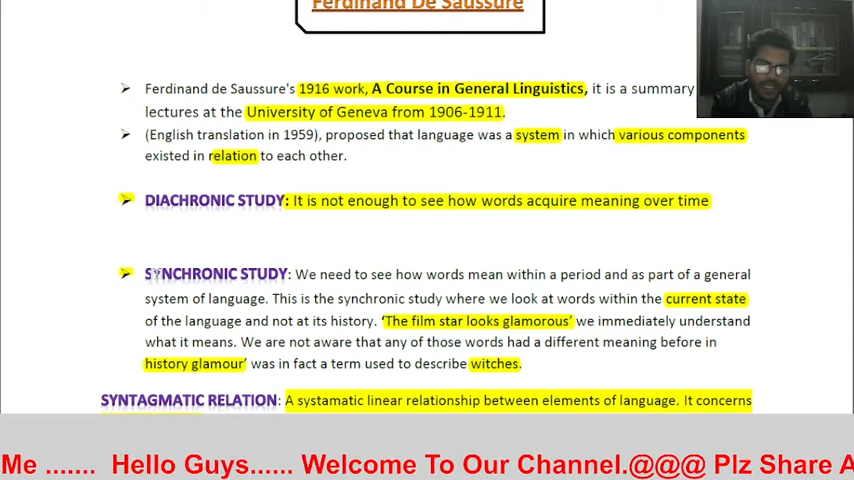 Ferdinand De Saussure
➢ Ferdinand de Saussure's 1916 work, A Course in General Linguistics, it is a summary
lectures at the University of Geneva from 1906-1911.
➢ (English translation in 1959), proposed that language was a system in which various components
existed in relation to each other.
➢ DIACHRONIC STUDY: It is not enough to see how words acquire meaning over time
➢ SYNCHRONIC STUDY: We need to see how words mean within a period and as part of a general
system of language. This is the synchronic study where we look at words within the current state
of the language and not at its history. ‘The film star looks glamorous’ we immediately understand
what it means. We are not aware that any of those words had a different meaning before in
history glamour’ was in fact a term used to describe witches.
SYNTAGMATIC RELATION: A systamatic linear relationship between elements of language. It concerns
Me ....... Hello Guys...... Welcome To Our Channel.@@@ Plz Share A